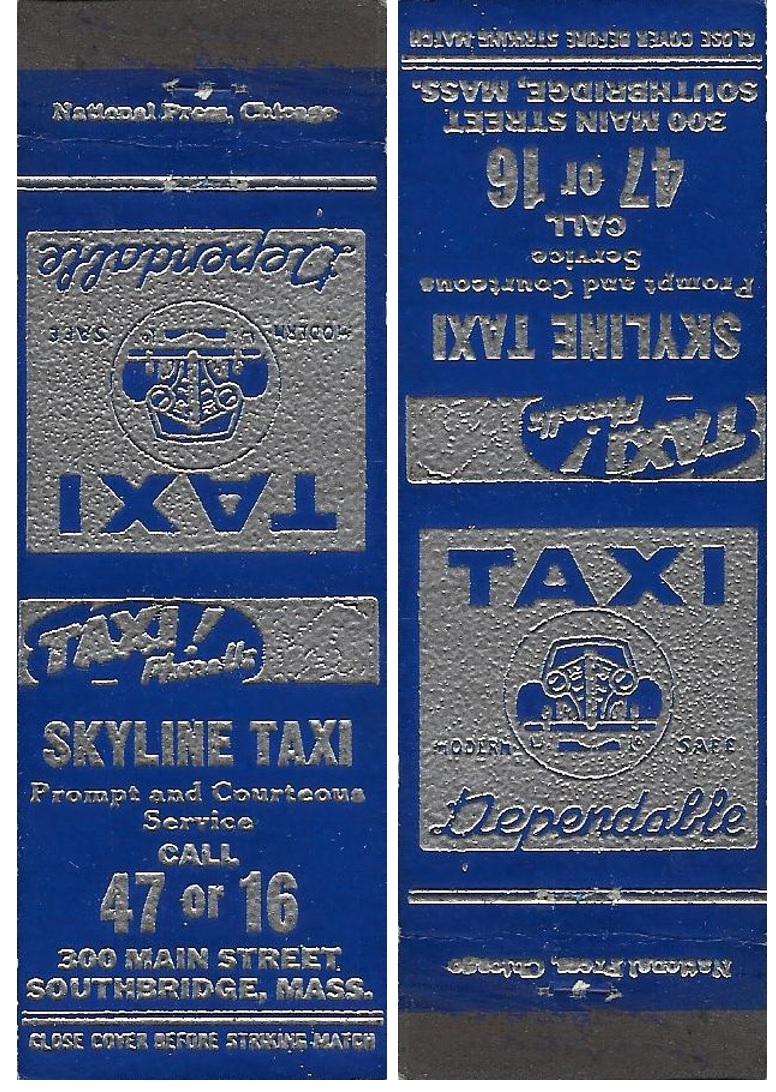 National Press, Chicago
Dependable
MODERN SAFE
TAXI
TAXI!
SKYLINE TAXI
Prompt and Courteous
Service
CALL
47 or 16
300 MAIN STREET
SOUTHBRIDGE, MASS.
CLOSE COVER BEFORE STRIKING MATCH
CLOSE COVER BEFORE STRIKING MATCH
SOUTHBRIDGE, MASS.
300 MAIN STREET
47 or 16
CALL
Service
Prompt and Courteous
SKYLINE TAXI
TAXI!
TAXI
MODERN SAFE
Dependable
National Press, Chicago